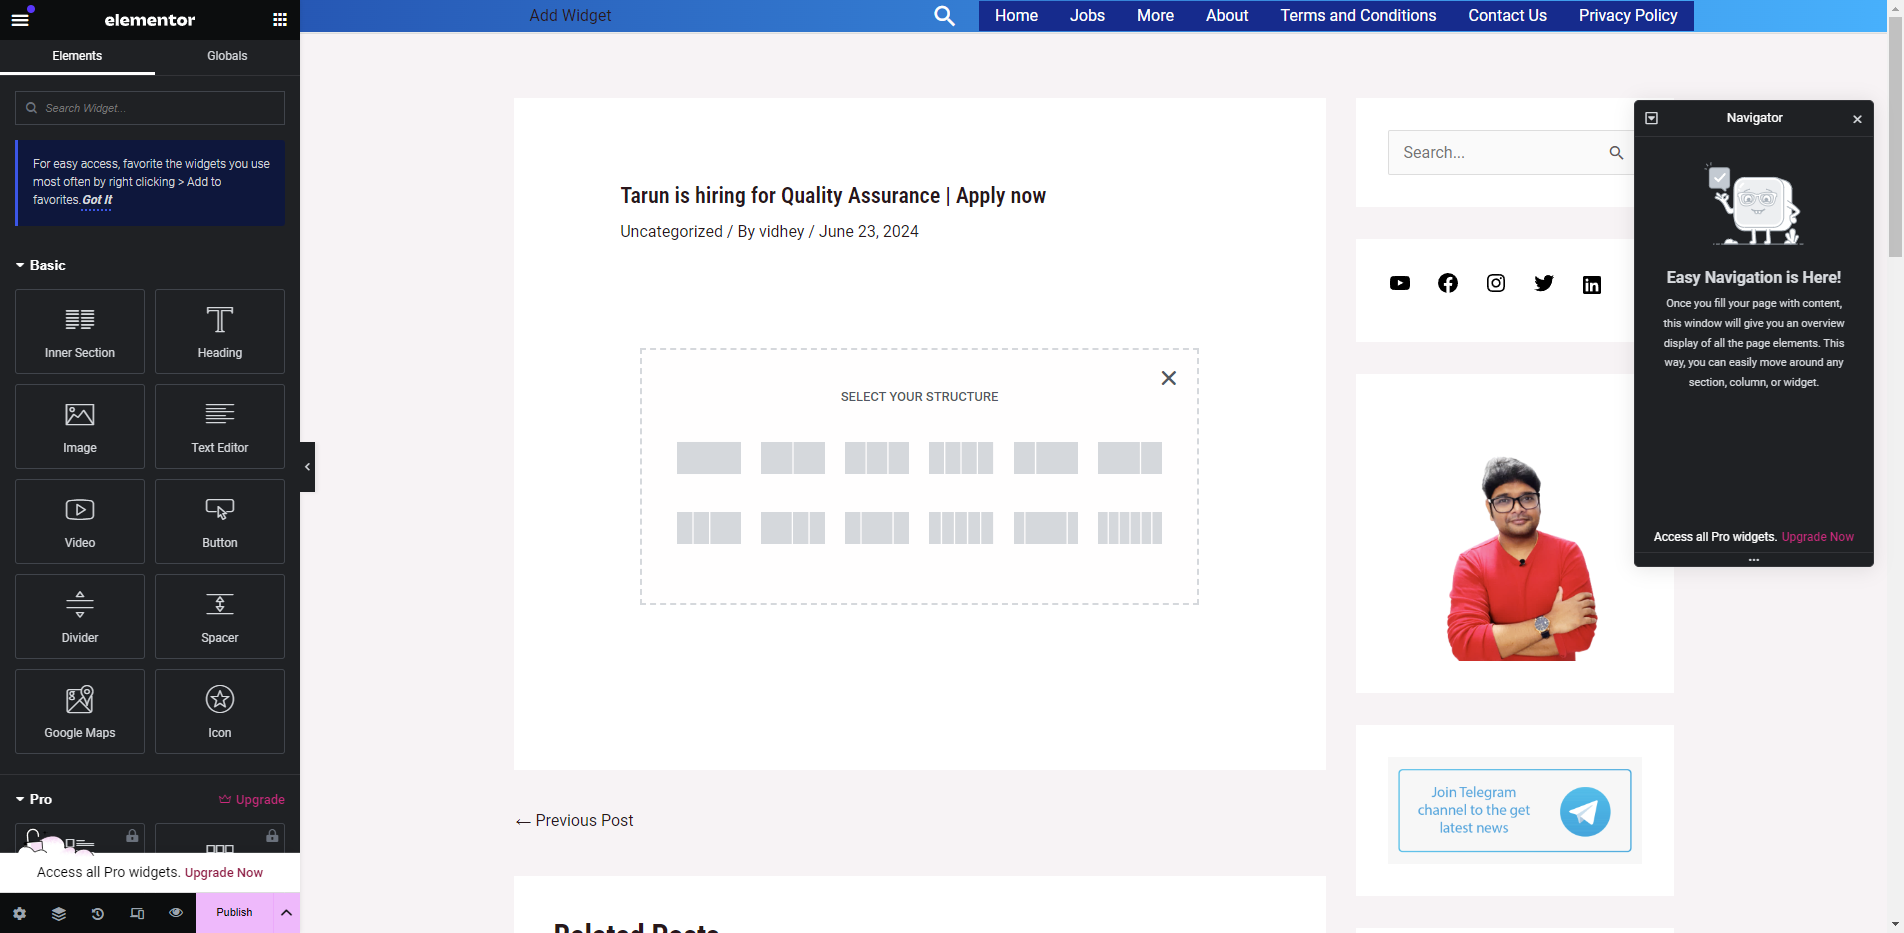 elementor
Elements
Globals
Search Widget...
For easy access, favorite the widgets you use
most often by right clicking > Add to
favorites. Got It
Basic
Inner Section
Heading
Image
Text Editor
Video
Button
Divider
Spacer
Google Maps
Icon
Pro
Upgrade
Access all Pro widgets. Upgrade Now
Publish
Add Widget
Home
Jobs
More
About
Terms and Conditions
Contact Us
Privacy Policy
Tarun is hiring for Quality Assurance | Apply now
Uncategorized / By vidhey / June 23, 2024
SELECT YOUR STRUCTURE
← Previous Post
Related Posts
Search...
Join Telegram
channel to the get
latest news
Navigator
Easy Navigation is Here!
Once you fill your page with content,
this window will give you an overview
display of all the page elements. This
way, you can easily move around any
section, column, or widget.
Access all Pro widgets. Upgrade Now